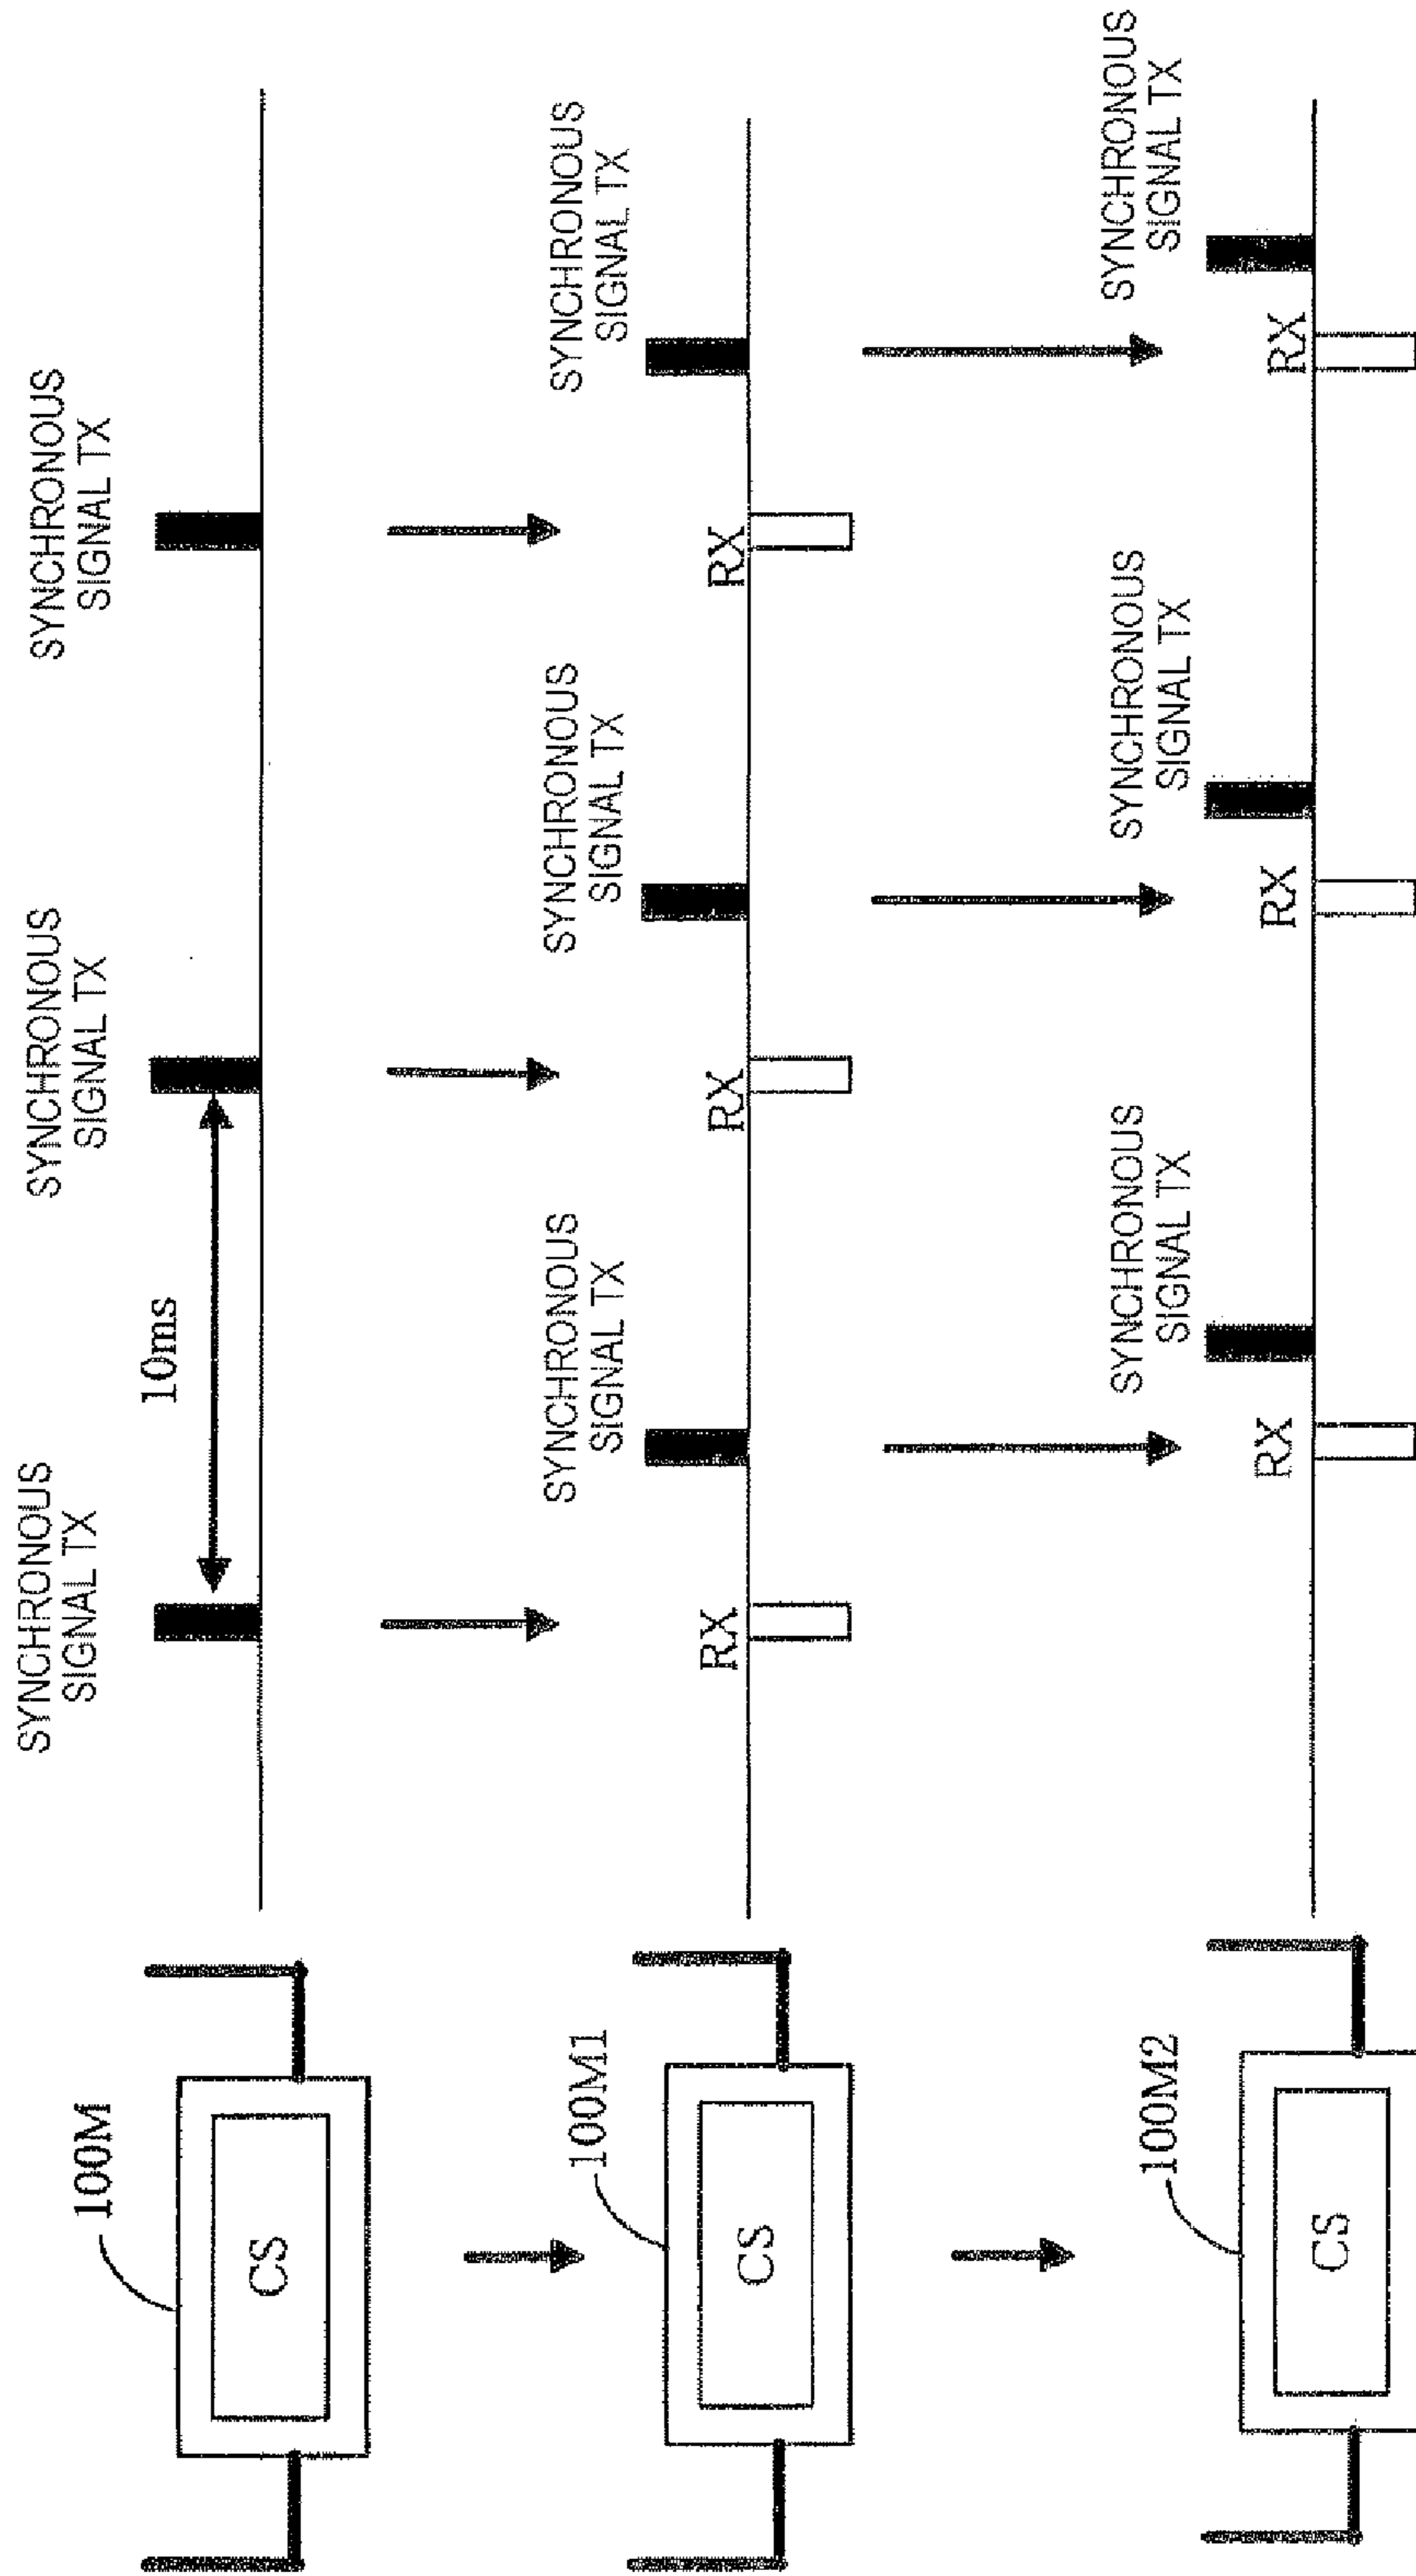 SYNCHRONOUS
SIGNAL TX
SYNCHRONOUS
SIGNAL TX
SYNCHRONOUS
SIGNAL TX
100M
10ms
CS
SYNCHRONOUS
SIGNAL TX
SYNCHRONOUS
SIGNAL TX
SYNCHRONOUS
SIGNAL TX
100M1
RX
RX
RX
CS
SYNCHRONOUS
SIGNAL TX
SYNCHRONOUS
SIGNAL TX
SYNCHRONOUS
SIGNAL TX
100M2
RX
RX
RX
CS